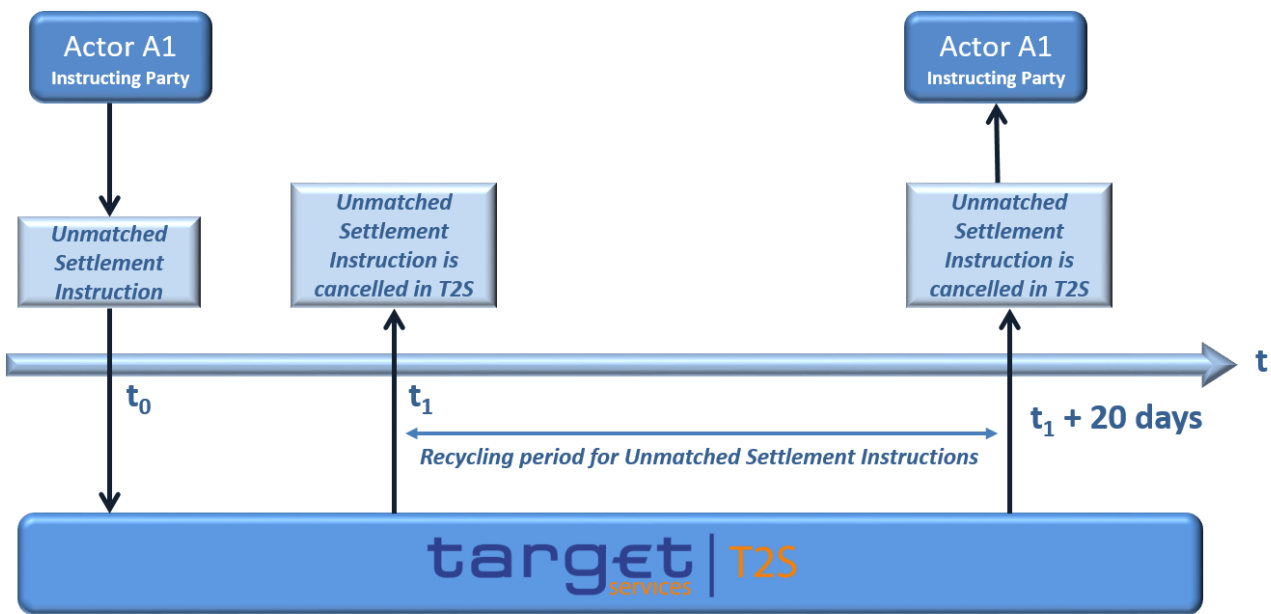 Actor A1
Instructing Party
Actor A1
Instructing Party
Unmatched
Settlement
Instruction
Unmatched
Settlement
Instruction is
cancelled in T2S
Unmatched
Settlement
Instruction is
cancelled in T2S
t
t₀
t₁
t₁ + 20 days
Recycling period for Unmatched Settlement Instructions
target | T2S
services